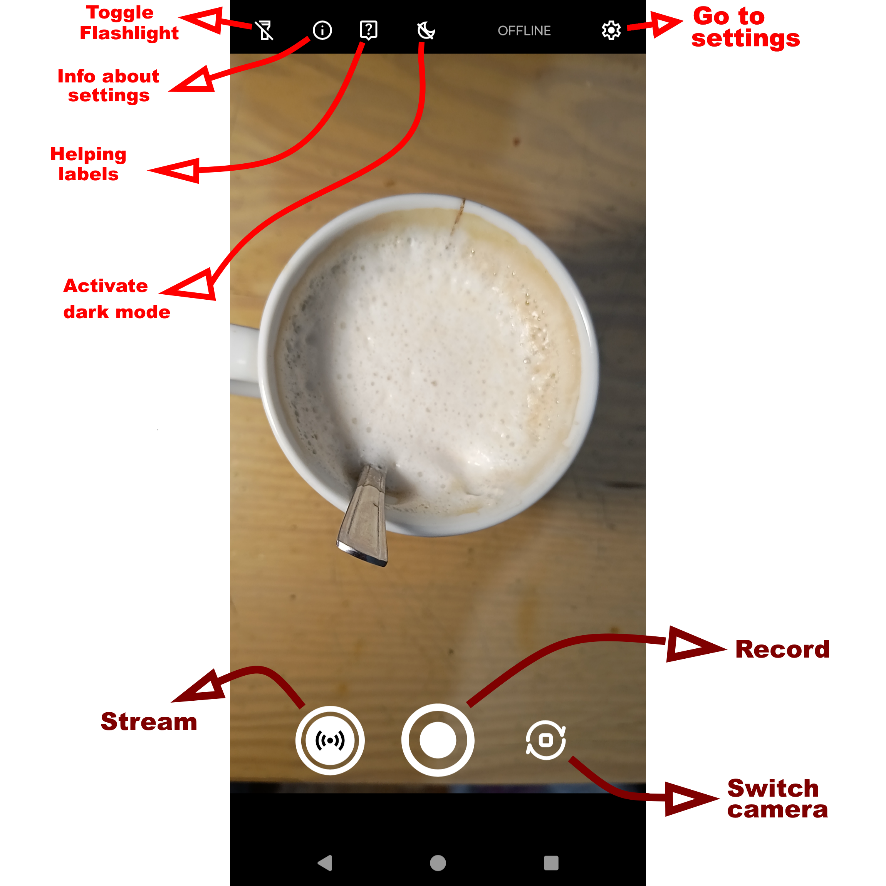 Toggle
Flashlight
OFFLINE
Go to
settings
Info about
settings
Helping
labels
Activate
dark mode
Record
Stream
Switch
camera